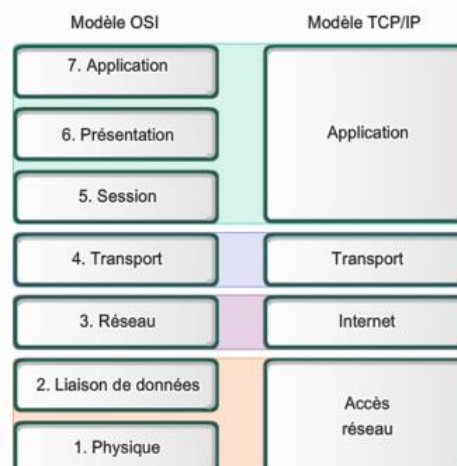 Modèle OSI
Modèle TCP/IP
7. Application
6. Présentation
5. Session
4. Transport
3. Réseau
2. Liaison de données
1. Physique
Application
Transport
Internet
Accès
réseau